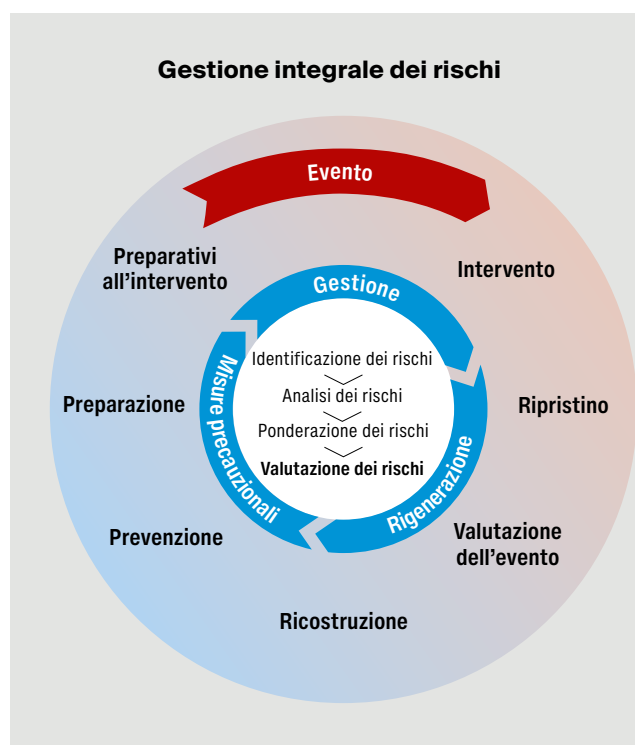 Gestione integrale dei rischi
Evento
Preparativi
all'intervento
Intervento
Gestione
Identificazione dei rischi
Analisi dei rischi
Ponderazione dei rischi
Valutazione dei rischi
Misure precauzionali
Rigenerazione
Preparazione
Ripristino
Prevenzione
Valutazione
dell'evento
Ricostruzione